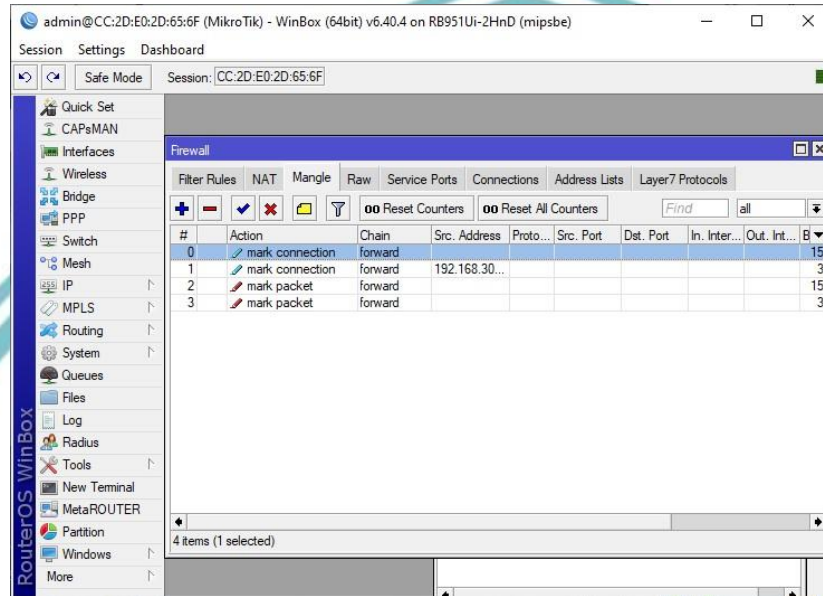 admin@CC:2D:E0:2D:65:6F (MikroTik) - WinBox (64bit) v6.40.4 on RB951Ui-2HnD (mipsbe)
Session Settings Dashboard
Safe Mode Session: CC:2D:E0:2D:65:6F
Quick Set
CAPsMAN
Interfaces
Wireless
Bridge
PPP
Switch
Mesh
IP
MPLS
Routing
System
Queues
Files
Log
Radius
Tools
New Terminal
MetaROUTER
Partition
Windows
More
RouterOS WinBox
Firewall
Filter Rules NAT Mangle Raw Service Ports Connections Address Lists Layer7 Protocols
00 Reset Counters 00 Reset All Counters Find all
# Action Chain Src. Address Proto... Src. Port Dst. Port In. Inter... Out. Int... B
0 mark connection forward 15
1 mark connection forward 192.168.30... 3
2 mark packet forward 15
3 mark packet forward 3
4 items (1 selected)